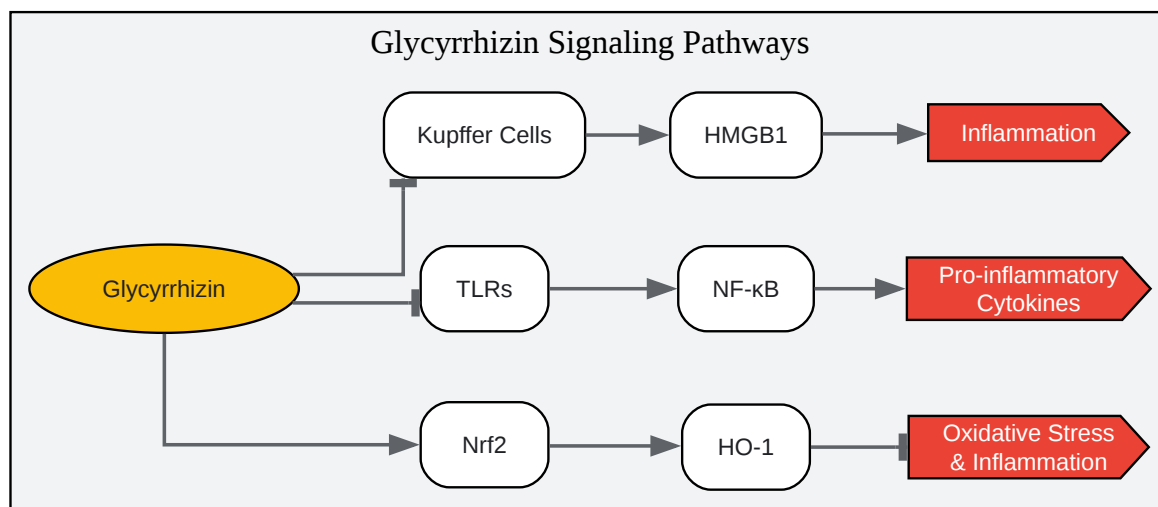 Glycyrrhizin Signaling Pathways
Kupffer Cells
HMGB1
Inflammation
Glycyrrhizin
TLRs
NF-κB
Pro-inflammatory
Cytokines
Nrf2
HO-1
Oxidative Stress
& Inflammation